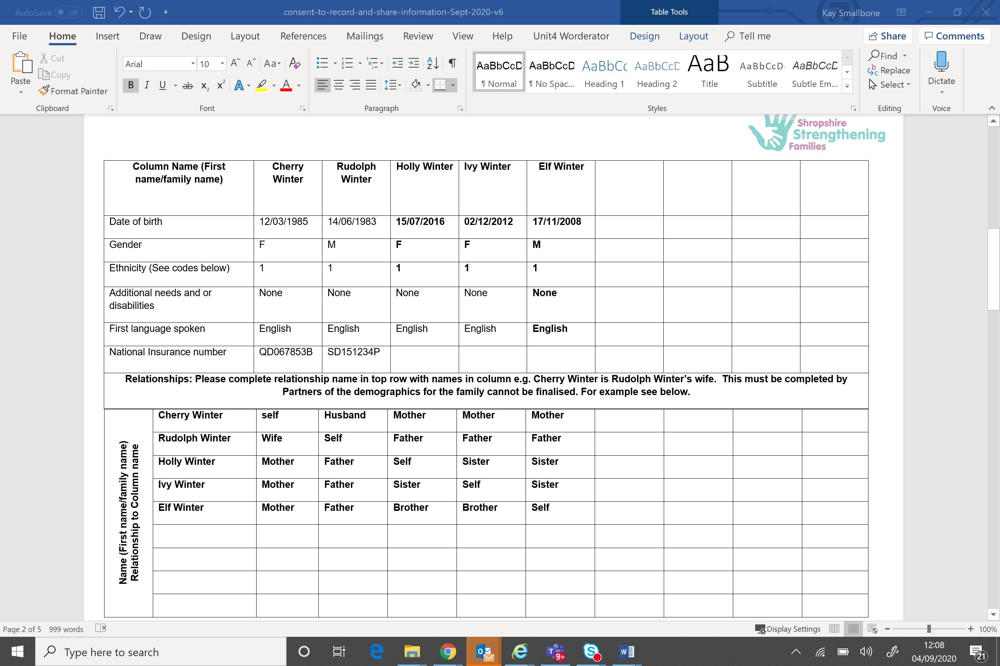 AutoSave Off
consent-to-record-and-share-information-Sept-2020-v6
Table Tools
Kay Smallbone
File Home Insert Draw Design Layout References Mailings Review View Help Unit4 Worderator Design Layout Tell me Share Comments
Paste
Cut
Copy
Format Painter
Clipboard
Arial 10
Font
Paragraph
AaBbCcD AaBbCcD AaBbCc AaBbCcD AaB AaBbCcD AaBbCcD
¶ Normal ¶ No Spac... Heading 1 Heading 2 Title Subtitle Subtle Em...
Styles
Find
Replace
Select
Editing
Dictate
Voice
Shropshire
Strengthening
Families
Column Name (First name/family name) Cherry Winter Rudolph Winter Holly Winter Ivy Winter Elf Winter
Date of birth 12/03/1985 14/06/1983 15/07/2016 02/12/2012 17/11/2008
Gender F M F F M
Ethnicity (See codes below) 1 1 1 1 1
Additional needs and or disabilities None None None None None
First language spoken English English English English English
National Insurance number QD067853B SD151234P
Relationships: Please complete relationship name in top row with names in column e.g. Cherry Winter is Rudolph Winter’s wife. This must be completed by
Partners of the demographics for the family cannot be finalised. For example see below.
Name (First name/family name)
Relationship to Column name
Cherry Winter self Husband Mother Mother Mother
Rudolph Winter Wife Self Father Father Father
Holly Winter Mother Father Self Sister Sister
Ivy Winter Mother Father Sister Self Sister
Elf Winter Mother Father Brother Brother Self
Page 2 of 5 999 words
Display Settings
100%
Type here to search
9+
12:08
04/09/2020
21